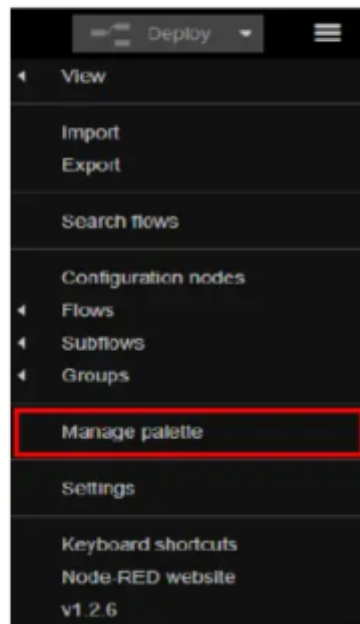 Deploy
View
Import
Export
Search flows
Configuration nodes
Flows
Subflows
Groups
Manage palette
Settings
Keyboard shortcuts
Node-RED website
v1.2.6